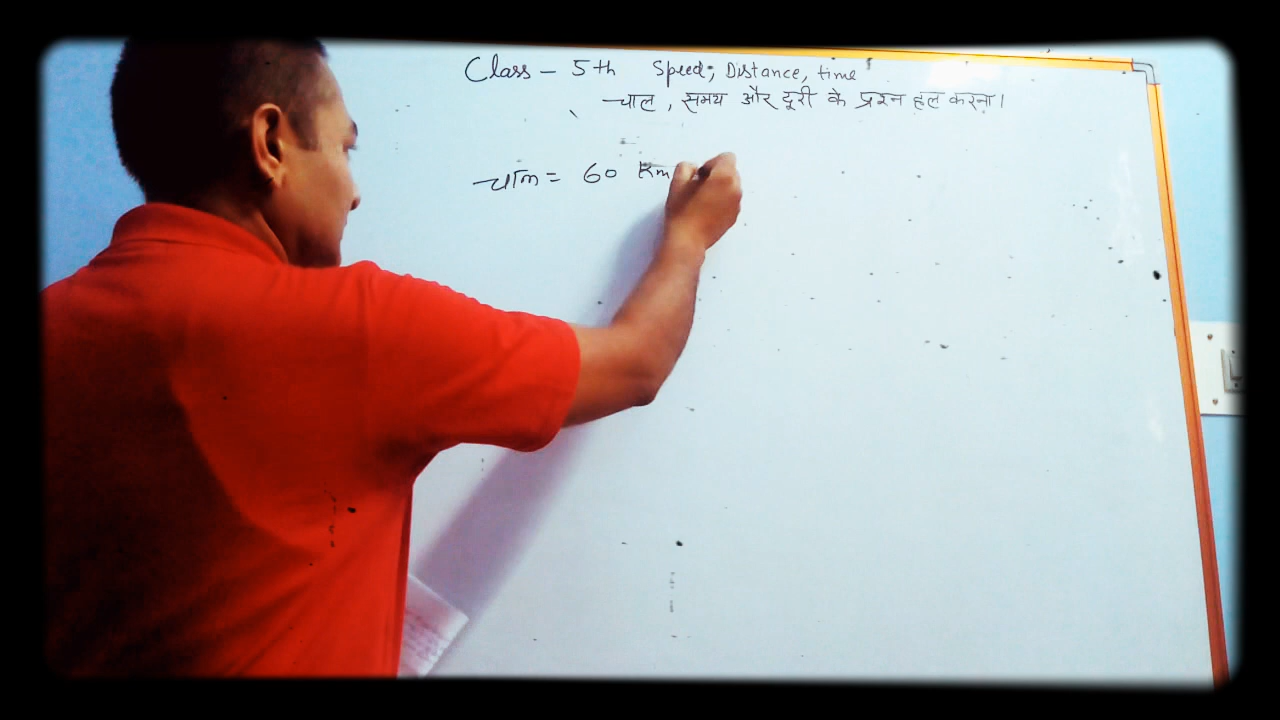 Class - 5th Speed, Distance, time
चाल, समय और दूरी के प्रश्न हल करना।
चाल = 60 Km